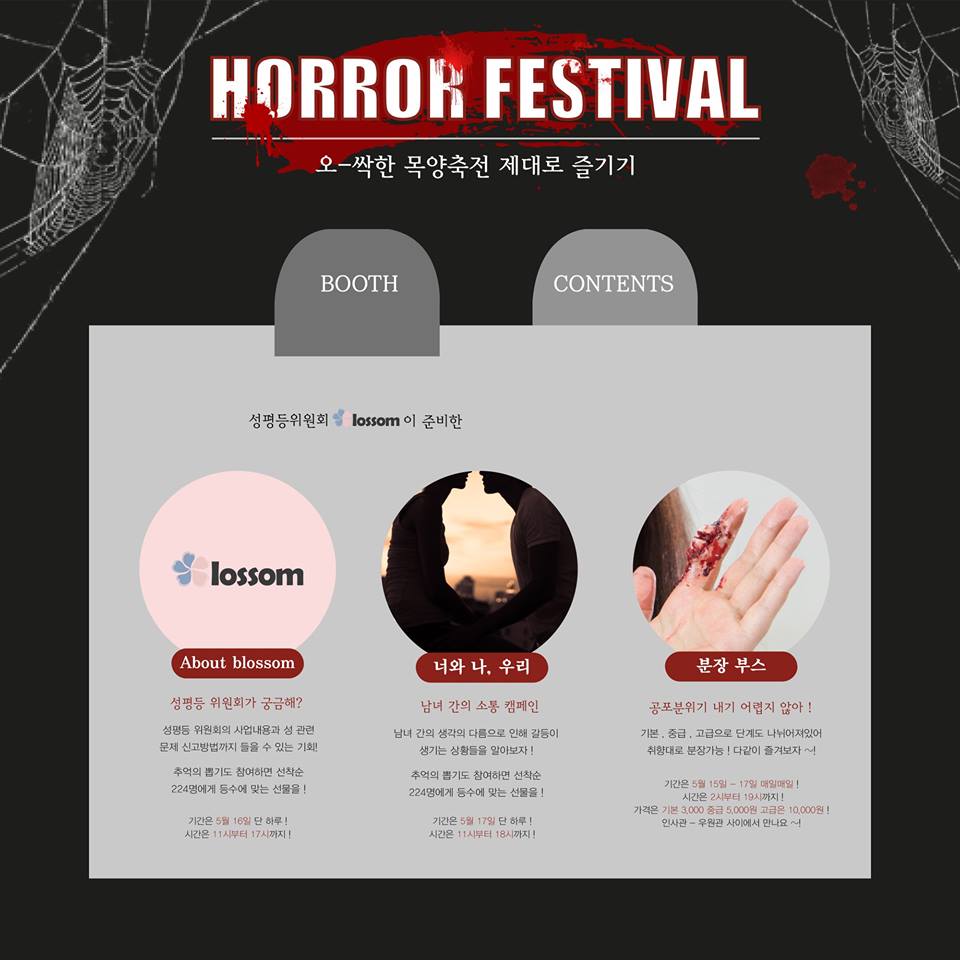 HORROR FESTIVAL
오-싹한 목양축전 제대로 즐기기
BOOTH
CONTENTS
성평등위원회 lossom 이 준비한
lossom
About blossom
성평등 위원회가 궁금해?
성평등 위원회의 사업내용과 성 관련
문제 신고방법까지 들을 수 있는 기회!
추억의 뽑기도 참여하면 선착순
224명에게 등수에 맞는 선물을 !
기간은 5월 16일 단 하루 !
시간은 11시부터 17시까지 !
너와 나, 우리
남녀 간의 소통 캠페인
남녀 간의 생각의 다름으로 인해 갈등이
생기는 상황들을 알아보자 !
추억의 뽑기도 참여하면 선착순
224명에게 등수에 맞는 선물을 !
기간은 5월 17일 단 하루 !
시간은 11시부터 18시까지 !
분장 부스
공포분위기 내기 어렵지 않아 !
기본 , 중급 , 고급으로 단계도 나뉘어져있어
취향대로 분장가능 ! 다같이 즐겨보자 ~!
기간은 5월 15일 - 17일 매일매일 !
시간은 2시부터 19시까지 !
가격은 기본 3,000 중급 5,000원 고급은 10,000원 !
인사관 - 우원관 사이에서 만나요 ~!